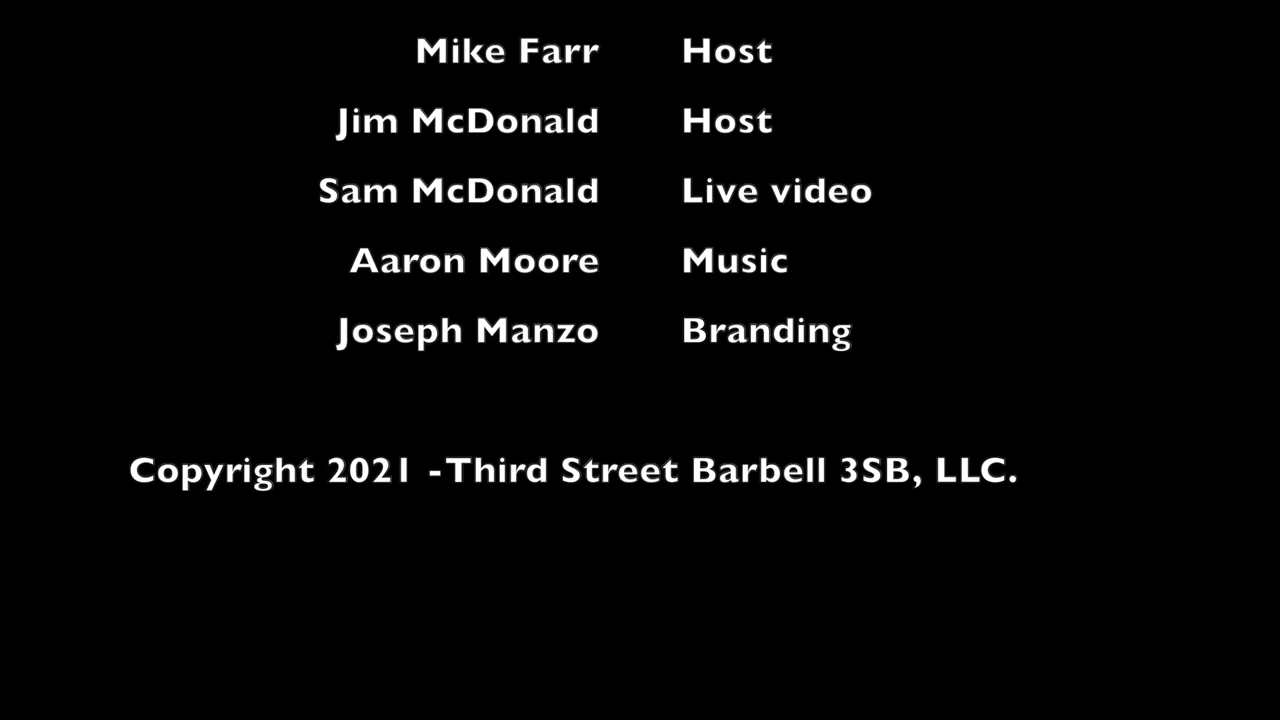 Mike Farr Host
Jim McDonald Host
Sam McDonald Live video
Aaron Moore Music
Joseph Manzo Branding
Copyright 2021 - Third Street Barbell 3SB, LLC.